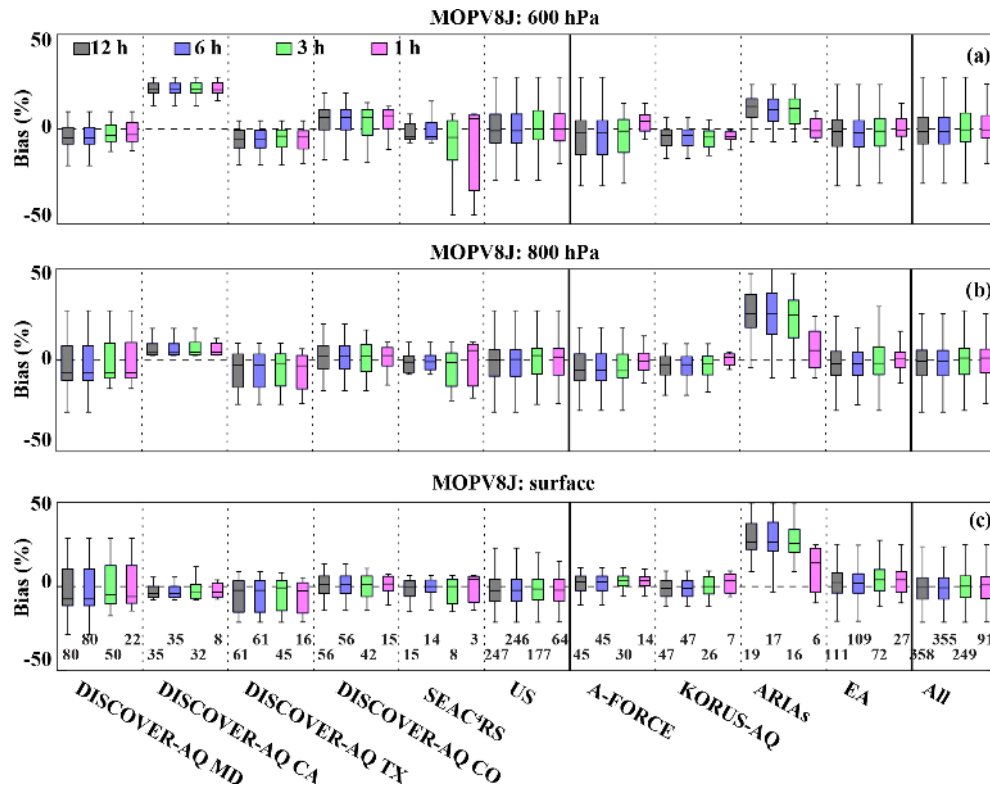 MOPV8J: 600 hPa
50
12 h 6 h 3 h 1 h
(a)
Bias (%)
0
-50
MOPV8J: 800 hPa
50
(b)
Bias (%)
0
-50
MOPV8J: surface
50
(c)
Bias (%)
0
-50
80 22 35 8 61 16 56 15 14 3 246 64 45 14 47 7 17 6 109 27 355 91
80 50 35 32 61 45 56 42 15 8 247 177 45 30 47 26 19 16 111 72 358 249
DISCOVER-AQ MD
DISCOVER-AQ CA
DISCOVER-AQ TX
DISCOVER-AQ CO
SEAC⁴RS
US
A-FORCE
KORUS-AQ
ARIAs
EA
All